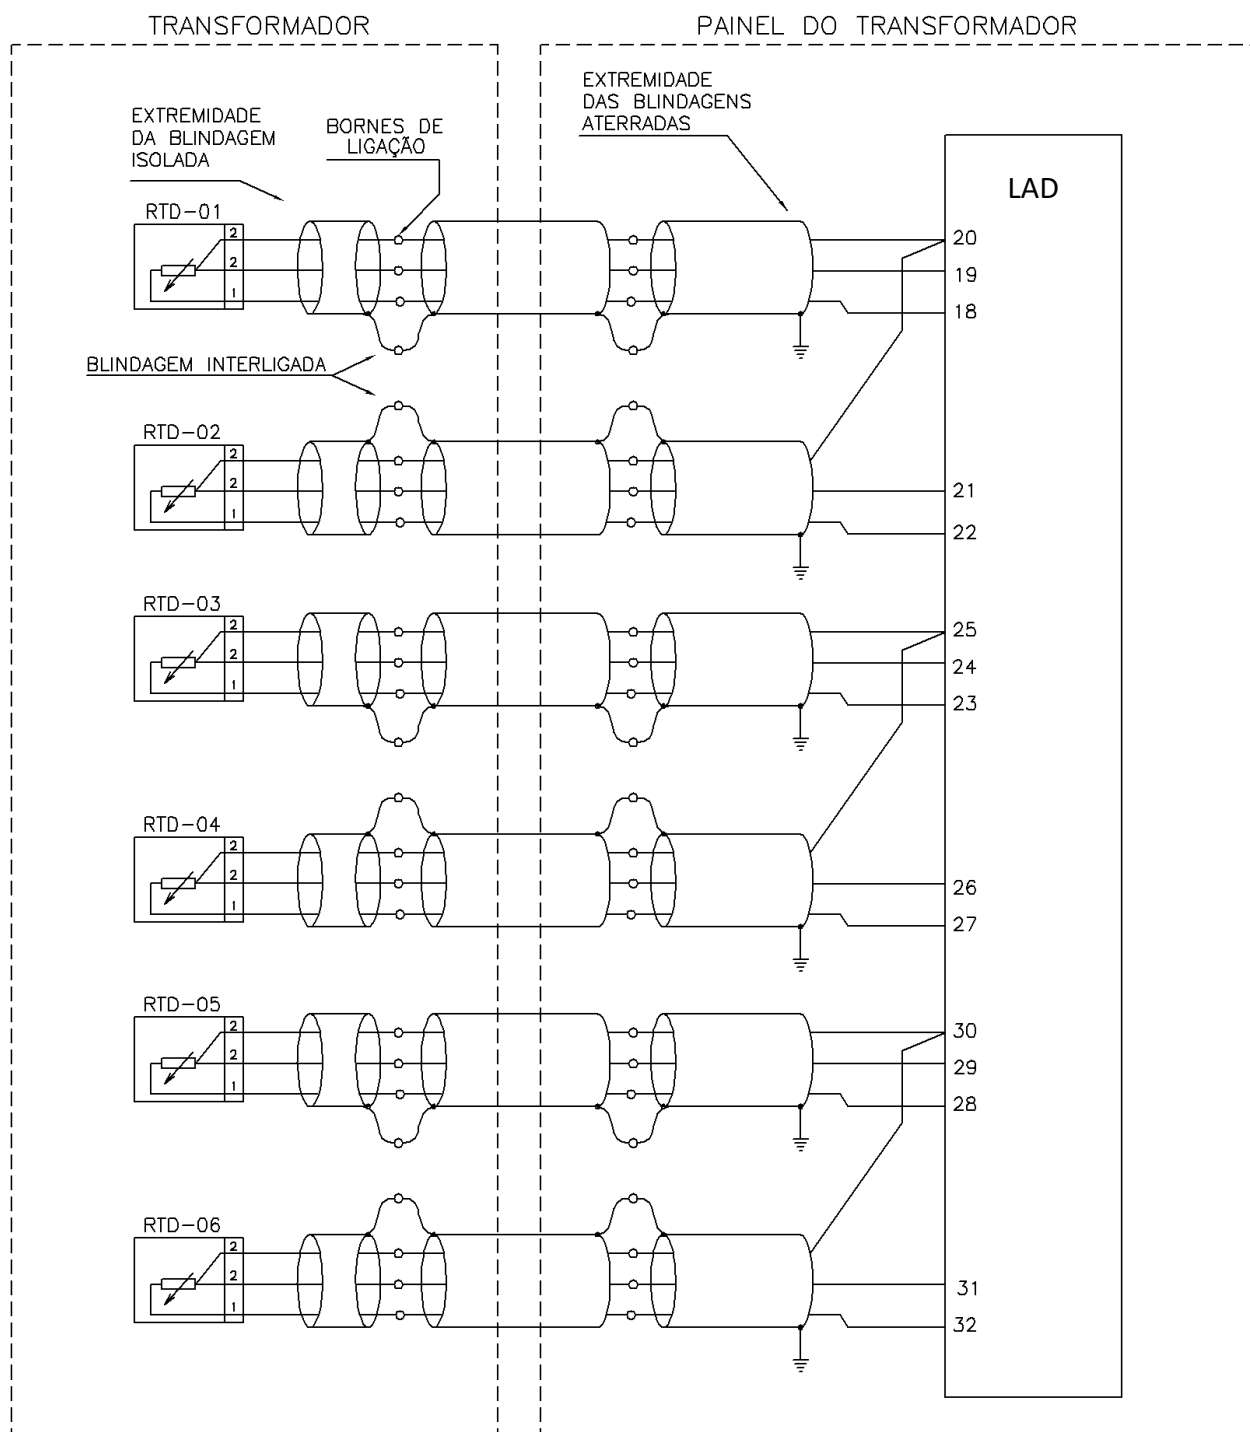 TRANSFORMADOR
PAINEL DO TRANSFORMADOR
EXTREMIDADE
DAS BLINDAGENS
ATERRADAS
EXTREMIDADE
DA BLINDAGEM
ISOLADA
BORNES DE
LIGAÇÃO
LAD
RTD-01
2
2
1
20
19
18
BLINDAGEM INTERLIGADA
RTD-02
2
2
1
21
22
RTD-03
2
2
1
25
24
23
RTD-04
2
2
1
26
27
RTD-05
2
2
1
30
29
28
RTD-06
2
2
1
31
32